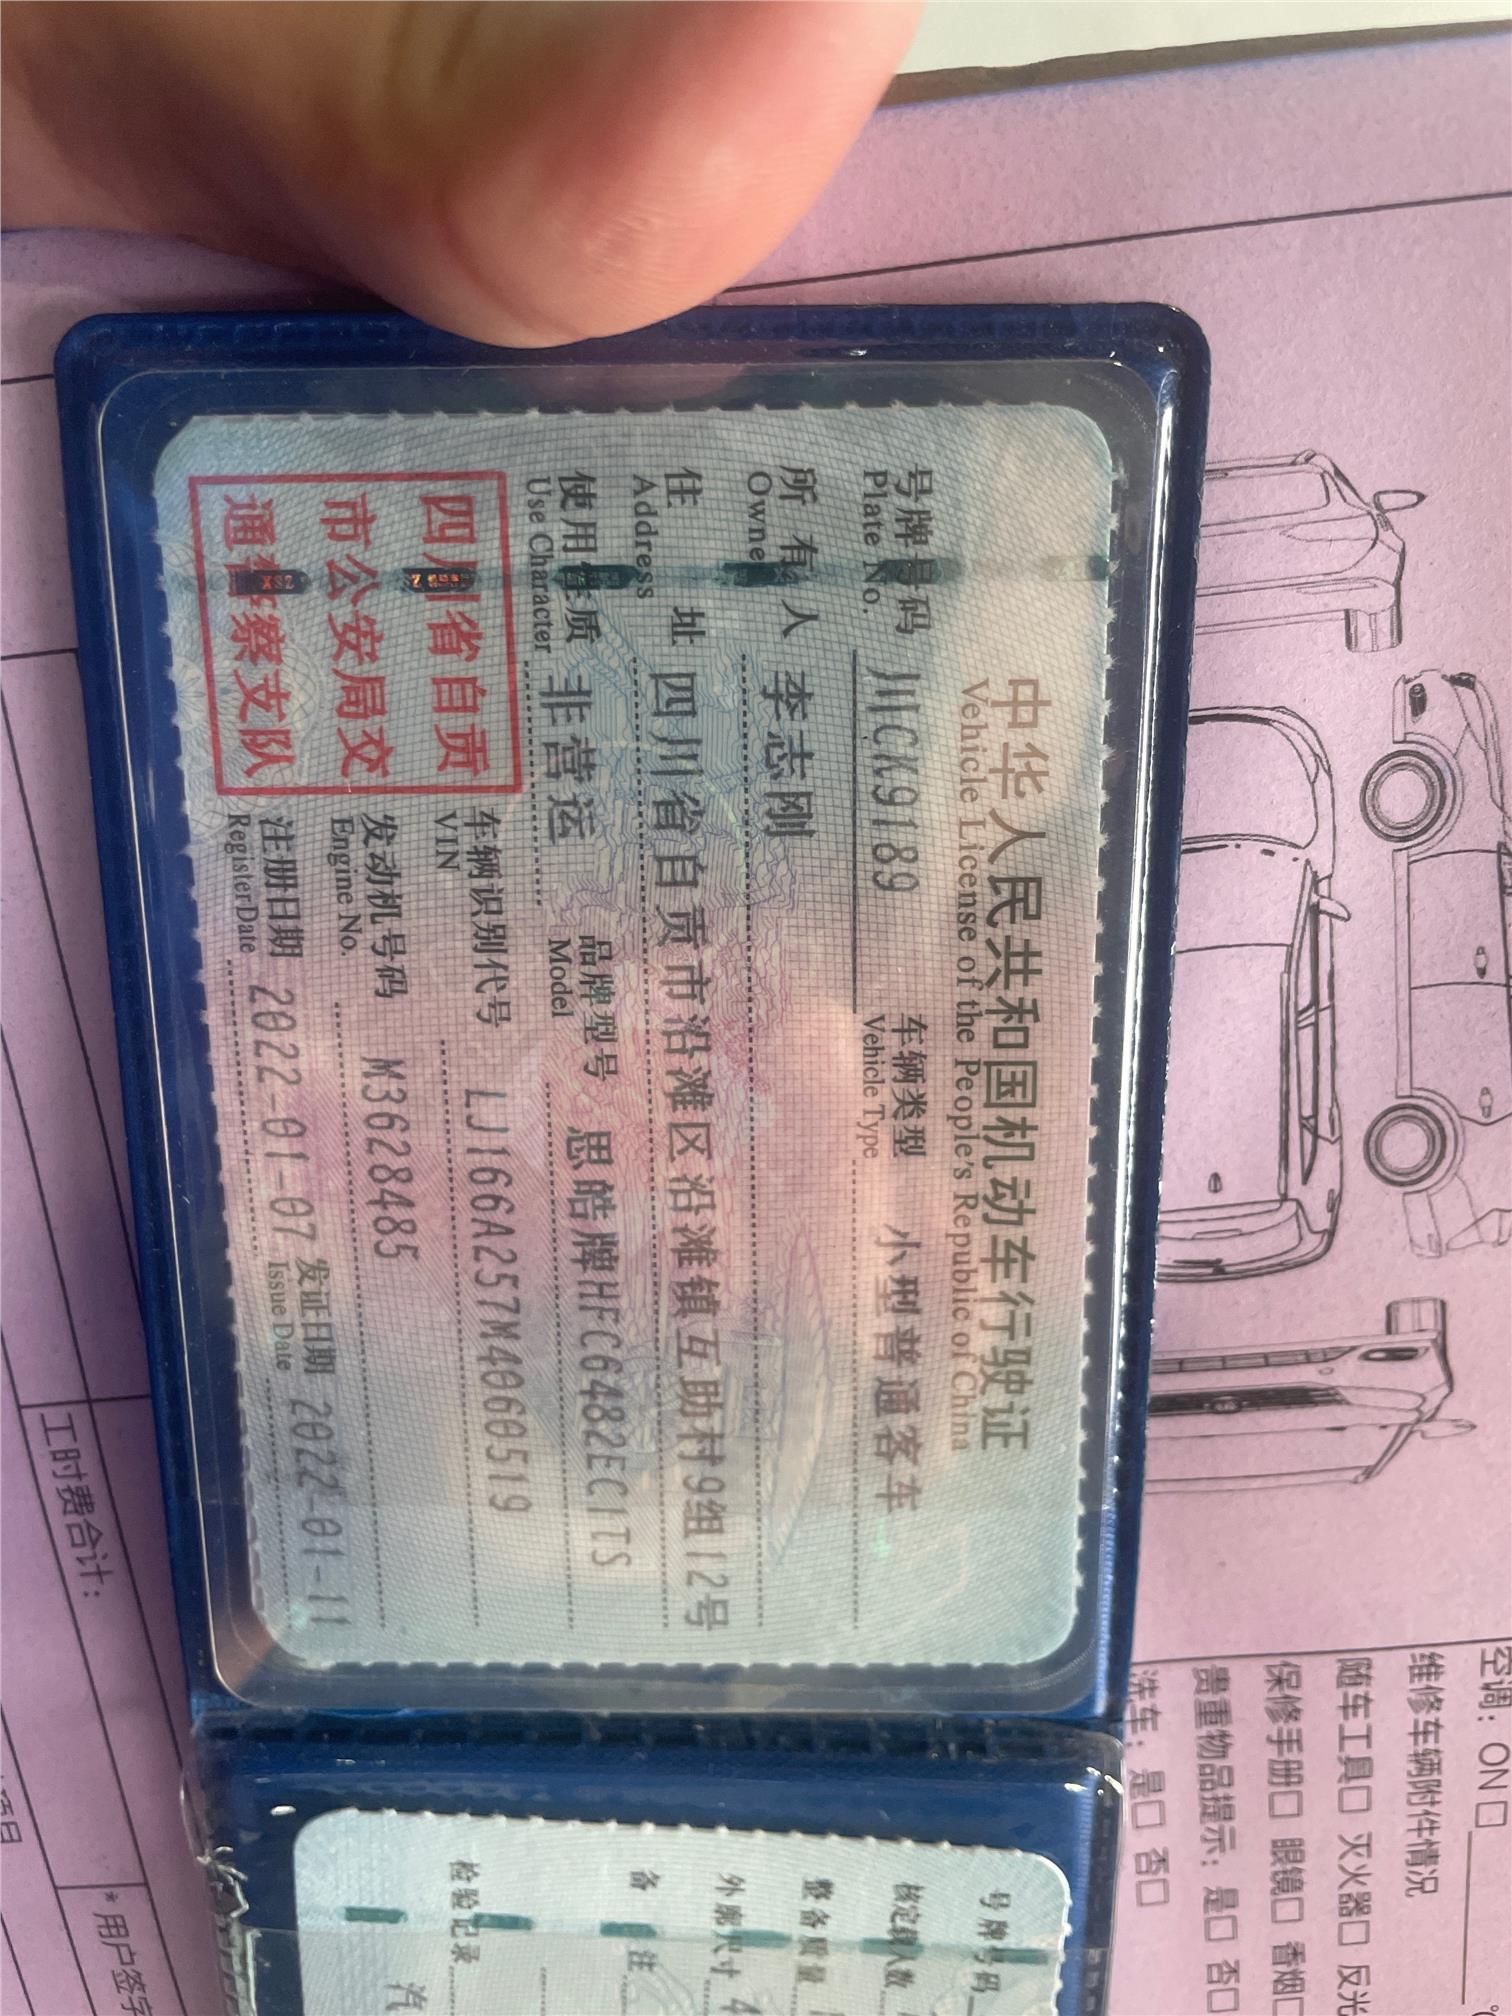 中华人民共和国机动车行驶证
Vehicle License of the People's Republic of China
号牌号码 川CK9189 车辆类型 小型普通客车
Plate No. Vehicle Type
所有人 李志刚
Owner
住址 四川省自贡市沿滩区沿滩镇互助村9组12号
Address
使用性质 非营运 品牌型号 思皓牌HFC6482EC1TS
Use Character Model
四川省自贡
市公安局交
通警察支队
车辆识别代号 LJ166A257M4060519
VIN
发动机号码 M3628485
Engine No.
注册日期 2022-01-07 发证日期 2022-01-11
Register Date Issue Date
号牌号码
核定载人数
整备质量
外廓尺寸 4
备注
检验记录
汽
空调：ON□
维修车辆附件情况
随车工具□ 灭火器□ 反光
保修手册□ 眼镜□ 香烟□
贵重物品提示：是□ 否□
洗车：是□ 否□
工时费合计：
*用户签字
项目